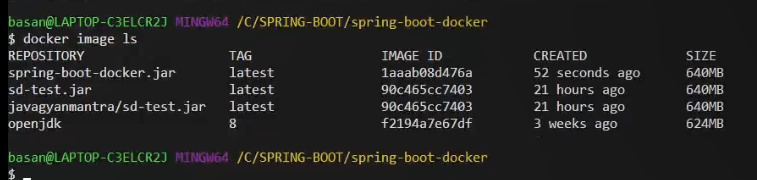 basan@LAPTOP-C3ELCR2J MINGW64 /C/SPRING-BOOT/spring-boot-docker
$ docker image ls
REPOSITORY TAG IMAGE ID CREATED SIZE
spring-boot-docker.jar latest 1aaab08d476a 52 seconds ago 640MB
sd-test.jar latest 90c465cc7403 21 hours ago 640MB
javagyanmantra/sd-test.jar latest 90c465cc7403 21 hours ago 640MB
openjdk 8 f2194a7e67df 3 weeks ago 624MB
basan@LAPTOP-C3ELCR2J MINGW64 /C/SPRING-BOOT/spring-boot-docker
$